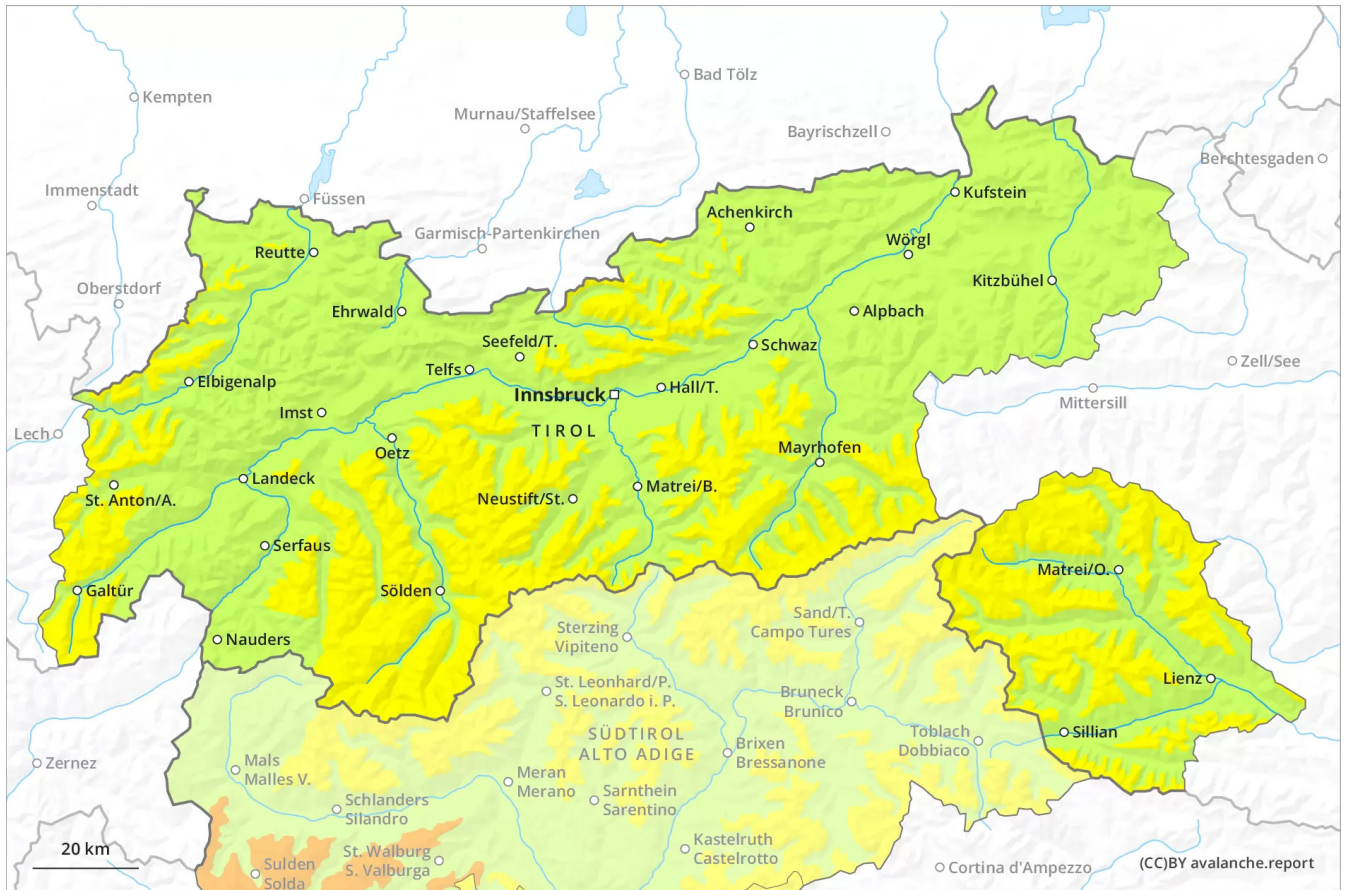 Bad Tölz
Kempten
Murnau/Staffelsee
Bayrischzell
Berchtesgaden
Immenstadt
Füssen
Kufstein
Achenkirch
Garmisch-Partenkirchen
Wörgl
Reutte
Kitzbühel
Oberstdorf
Ehrwald
Alpbach
Seefeld/T.
Schwaz
Zell/See
Telfs
Elbigenalp
Hall/T.
Innsbruck
Mittersill
Imst
TIROL
Lech
Oetz
Mayrhofen
Landeck
Matrei/B.
St. Anton/A.
Neustift/St.
Serfaus
Matrei/O.
Galtür
Sölden
Sand/T.
Campo Tures
Sterzing
Vipiteno
Nauders
Lienz
St. Leonhard/P.
S. Leonardo i. P.
Bruneck
Brunico
Sillian
SÜDTIROL
ALTO ADIGE
Toblach
Dobbiaco
Brixen
Bressanone
Zernez
Mals
Malles V.
Meran
Merano
Sarnthein
Sarentino
Schlanders
Silandro
20 km
St. Walburg
S. Valburga
Kastelruth
Castelrotto
Sulden
Solda
Cortina d'Ampezzo
(CC)BY avalanche.report